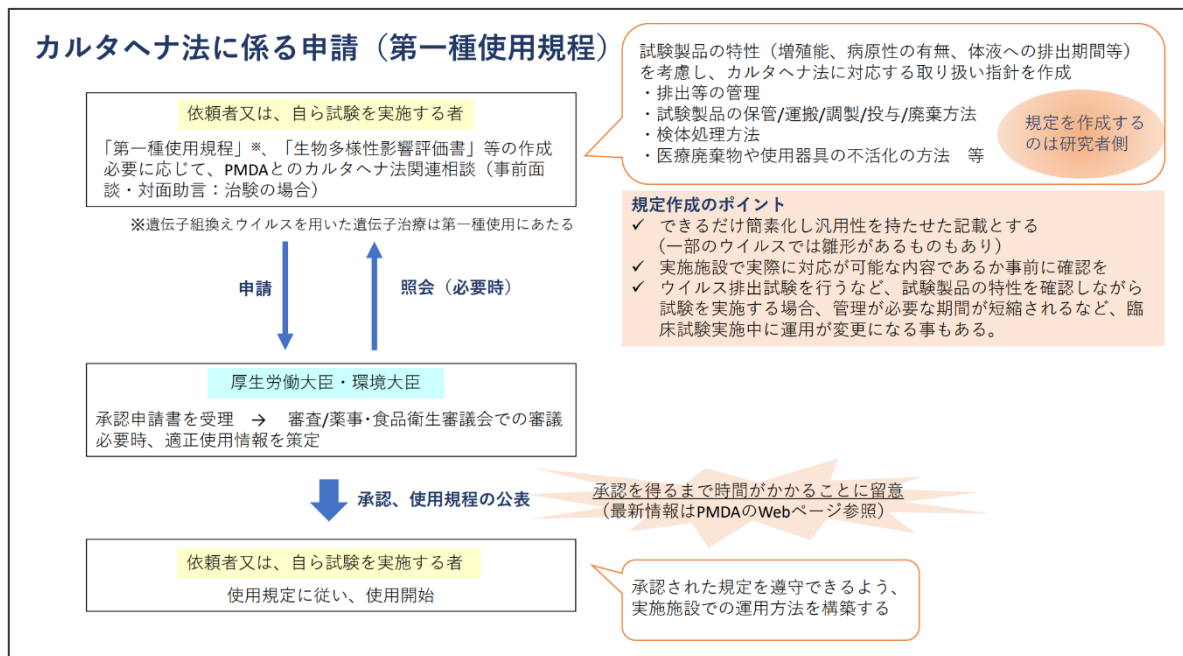 カルタヘナ法に係る申請（第一種使用規程）
試験製品の特性（増殖能、病原性の有無、体液への排出期間等）
を考慮し、カルタヘナ法に対応する取り扱い指針を作成
・排出等の管理
・試験製品の保管/運搬/調製/投与/廃棄方法
・検体処理方法
・医療廃棄物や使用器具の不活化の方法　等
規定を作成する
のは研究者側
依頼者又は、自ら試験を実施する者
「第一種使用規程」※、「生物多様性影響評価書」等の作成
必要に応じて、PMDAとのカルタヘナ法関連相談（事前面
談・対面助言：治験の場合）
※遺伝子組換えウイルスを用いた遺伝子治療は第一種使用にあたる
規定作成のポイント
✓ できるだけ簡素化し汎用性を持たせた記載とする
（一部のウイルスでは雛形があるものもあり）
✓ 実施施設で実際に対応が可能な内容であるか事前に確認を
✓ ウイルス排出試験を行うなど、試験製品の特性を確認しながら
試験を実施する場合、管理が必要な期間が短縮されるなど、臨
床試験実施中に運用が変更になる事もある。
申請
照会（必要時）
厚生労働大臣・環境大臣
承認申請書を受理　→　審査/薬事・食品衛生審議会での審議
必要時、適正使用情報を策定
承認、使用規程の公表
承認を得るまで時間がかかることに留意
（最新情報はPMDAのWebページ参照）
依頼者又は、自ら試験を実施する者
使用規定に従い、使用開始
承認された規定を遵守できるよう、
実施施設での運用方法を構築する